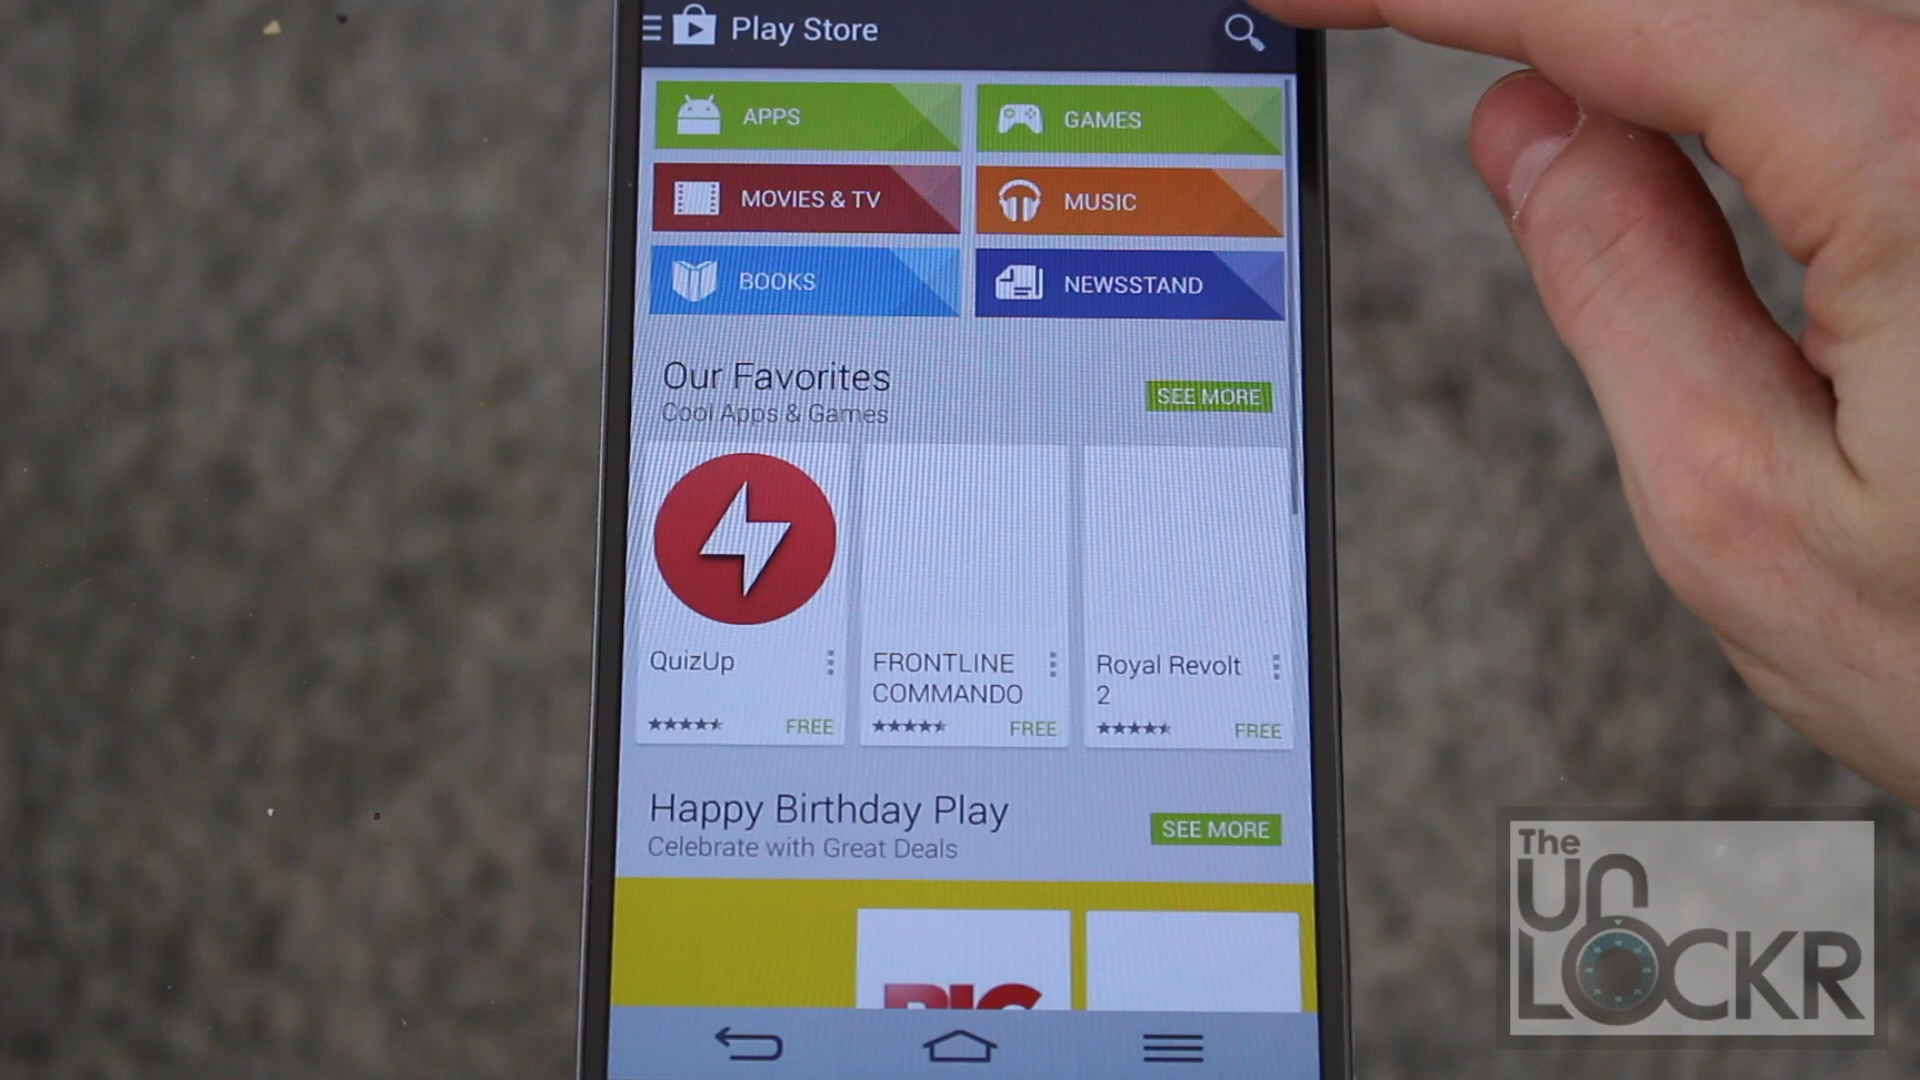 Play Store
APPS
GAMES
MOVIES & TV
MUSIC
BOOKS
NEWSSTAND
Our Favorites
Cool Apps & Games
SEE MORE
QuizUp
FREE
FRONTLINE
COMMANDO
FREE
Royal Revolt
2
FREE
Happy Birthday Play
Celebrate with Great Deals
SEE MORE
The
UnLOCKR